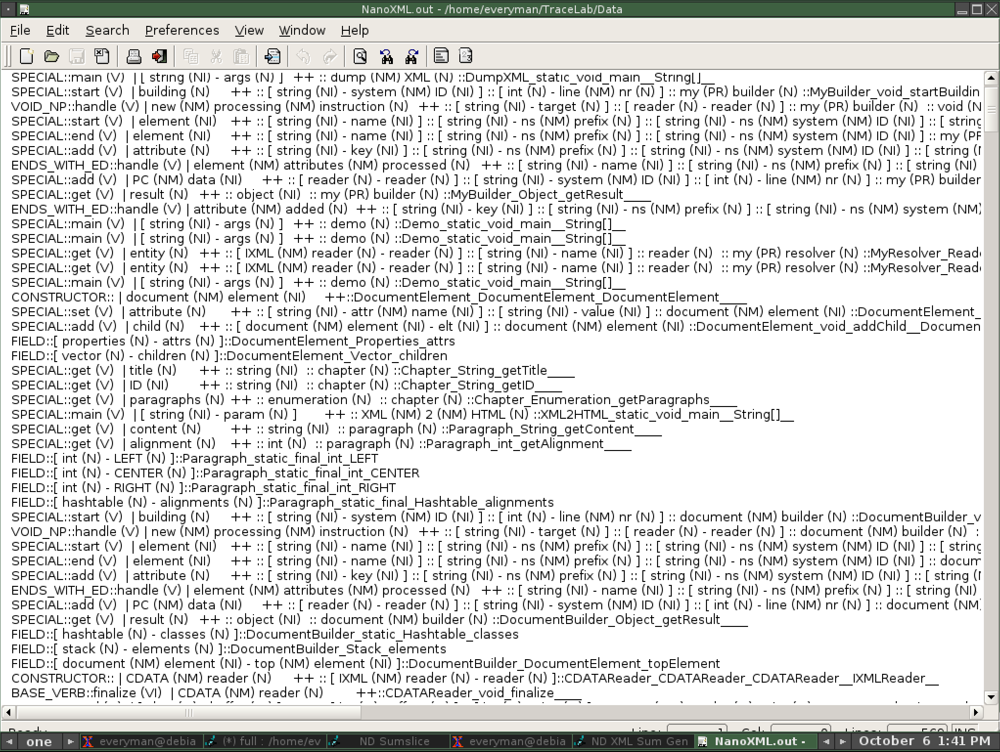 NanoXML.out - /home/everyman/TraceLab/Data
File Edit Search Preferences View Window Help
SPECIAL::main (V) | [ string (NI) - args (N) ] ++ :: dump (NM) XML (N) ::DumpXML_static_void_main__String[]__
SPECIAL::start (V) | building (N) ++ :: [ string (NI) - system (NM) ID (NI) ] :: [ int (N) - line (NM) nr (N) ] :: my (PR) builder (N) ::MyBuilder_void_startBuildin
VOID_NP::handle (V) | new (NM) processing (NM) instruction (N) ++ :: [ string (NI) - target (N) ] :: [ reader (N) - reader (N) ] :: my (PR) builder (N) :: void (N
SPECIAL::start (V) | element (NI) ++ :: [ string (NI) - name (NI) ] :: [ string (NI) - ns (NM) prefix (N) ] :: [ string (NI) - ns (NM) system (NM) ID (NI) ] :: [ string
SPECIAL::end (V) | element (NI) ++ :: [ string (NI) - name (NI) ] :: [ string (NI) - ns (NM) prefix (N) ] :: [ string (NI) - ns (NM) system (NM) ID (NI) ] :: my (PR
SPECIAL::add (V) | attribute (N) ++ :: [ string (NI) - key (NI) ] :: [ string (NI) - ns (NM) prefix (N) ] :: [ string (NI) - ns (NM) system (NM) ID (NI) ] :: [ string (N
ENDS_WITH_ED::handle (V) | element (NM) attributes (NM) processed (N) ++ :: [ string (NI) - name (NI) ] :: [ string (NI) - ns (NM) prefix (N) ] :: [ string (NI)
SPECIAL::add (V) | PC (NM) data (NI) ++ :: [ reader (N) - reader (N) ] :: [ string (NI) - system (NM) ID (NI) ] :: [ int (N) - line (NM) nr (N) ] :: my (PR) builder
SPECIAL::get (V) | result (N) ++ :: object (NI) :: my (PR) builder (N) ::MyBuilder_Object_getResult____
ENDS_WITH_ED::handle (V) | attribute (NM) added (N) ++ :: [ string (NI) - key (NI) ] :: [ string (NI) - ns (NM) prefix (N) ] :: [ string (NI) - ns (NM) system (NM)
SPECIAL::main (V) | [ string (NI) - args (N) ] ++ :: demo (N) ::Demo_static_void_main__String[]__
SPECIAL::main (V) | [ string (NI) - args (N) ] ++ :: demo (N) ::Demo_static_void_main__String[]__
SPECIAL::get (V) | entity (N) ++ :: [ IXML (NM) reader (N) - reader (N) ] :: [ string (NI) - name (NI) ] :: reader (N) :: my (PR) resolver (N) ::MyResolver_Reade
SPECIAL::get (V) | entity (N) ++ :: [ IXML (NM) reader (N) - reader (N) ] :: [ string (NI) - name (NI) ] :: reader (N) :: my (PR) resolver (N) ::MyResolver_Reade
SPECIAL::main (V) | [ string (NI) - args (N) ] ++ :: demo (N) ::Demo_static_void_main__String[]__
CONSTRUCTOR:: | document (NM) element (NI) ++::DocumentElement_DocumentElement_DocumentElement____
SPECIAL::set (V) | attribute (N) ++ :: [ string (NI) - attr (NM) name (NI) ] :: [ string (NI) - value (NI) ] :: document (NM) element (NI) ::DocumentElement_
SPECIAL::add (V) | child (N) ++ :: [ document (NM) element (NI) - elt (NI) ] :: document (NM) element (NI) ::DocumentElement_void_addChild__Documen
FIELD::[ properties (N) - attrs (N) ]::DocumentElement_Properties_attrs
FIELD::[ vector (N) - children (N) ]::DocumentElement_Vector_children
SPECIAL::get (V) | title (N) ++ :: string (NI) :: chapter (N) ::Chapter_String_getTitle____
SPECIAL::get (V) | ID (NI) ++ :: string (NI) :: chapter (N) ::Chapter_String_getID____
SPECIAL::get (V) | paragraphs (N) ++ :: enumeration (N) :: chapter (N) ::Chapter_Enumeration_getParagraphs____
SPECIAL::main (V) | [ string (NI) - param (N) ] ++ :: XML (NM) 2 (NM) HTML (N) ::XML2HTML_static_void_main__String[]__
SPECIAL::get (V) | content (N) ++ :: string (NI) :: paragraph (N) ::Paragraph_String_getContent____
SPECIAL::get (V) | alignment (N) ++ :: int (N) :: paragraph (N) ::Paragraph_int_getAlignment____
FIELD::[ int (N) - LEFT (N) ]::Paragraph_static_final_int_LEFT
FIELD::[ int (N) - CENTER (N) ]::Paragraph_static_final_int_CENTER
FIELD::[ int (N) - RIGHT (N) ]::Paragraph_static_final_int_RIGHT
FIELD::[ hashtable (N) - alignments (N) ]::Paragraph_static_final_Hashtable_alignments
SPECIAL::start (V) | building (N) ++ :: [ string (NI) - system (NM) ID (NI) ] :: [ int (N) - line (NM) nr (N) ] :: document (NM) builder (N) ::DocumentBuilder_v
VOID_NP::handle (V) | new (NM) processing (NM) instruction (N) ++ :: [ string (NI) - target (N) ] :: [ reader (N) - reader (N) ] :: document (NM) builder (N) :
SPECIAL::start (V) | element (NI) ++ :: [ string (NI) - name (NI) ] :: [ string (NI) - ns (NM) prefix (N) ] :: [ string (NI) - ns (NM) system (NM) ID (NI) ] :: [ string
SPECIAL::end (V) | element (NI) ++ :: [ string (NI) - name (NI) ] :: [ string (NI) - ns (NM) prefix (N) ] :: [ string (NI) - ns (NM) system (NM) ID (NI) ] :: docum
SPECIAL::add (V) | attribute (N) ++ :: [ string (NI) - key (NI) ] :: [ string (NI) - ns (NM) prefix (N) ] :: [ string (NI) - ns (NM) system (NM) ID (NI) ] :: [ string (N
ENDS_WITH_ED::handle (V) | element (NM) attributes (NM) processed (N) ++ :: [ string (NI) - name (NI) ] :: [ string (NI) - ns (NM) prefix (N) ] :: [ string (NI)
SPECIAL::add (V) | PC (NM) data (NI) ++ :: [ reader (N) - reader (N) ] :: [ string (NI) - system (NM) ID (NI) ] :: [ int (N) - line (NM) nr (N) ] :: document (NM)
SPECIAL::get (V) | result (N) ++ :: object (NI) :: document (NM) builder (N) ::DocumentBuilder_Object_getResult____
FIELD::[ hashtable (N) - classes (N) ]::DocumentBuilder_static_Hashtable_classes
FIELD::[ stack (N) - elements (N) ]::DocumentBuilder_Stack_elements
FIELD::[ document (NM) element (NI) - top (NM) element (NI) ]::DocumentBuilder_DocumentElement_topElement
CONSTRUCTOR:: | CDATA (NM) reader (N) ++ :: [ IXML (NM) reader (N) - reader (N) ]::CDATAReader_CDATAReader_CDATAReader__IXMLReader__
BASE_VERB::finalize (VI) | CDATA (NM) reader (N) ++::CDATAReader_void_finalize____
one everyman@debia (*) full : /home/ev ND Sumslice everyman@debia ND XML Sum Gen NanoXML.out - October 6 1:41 PM